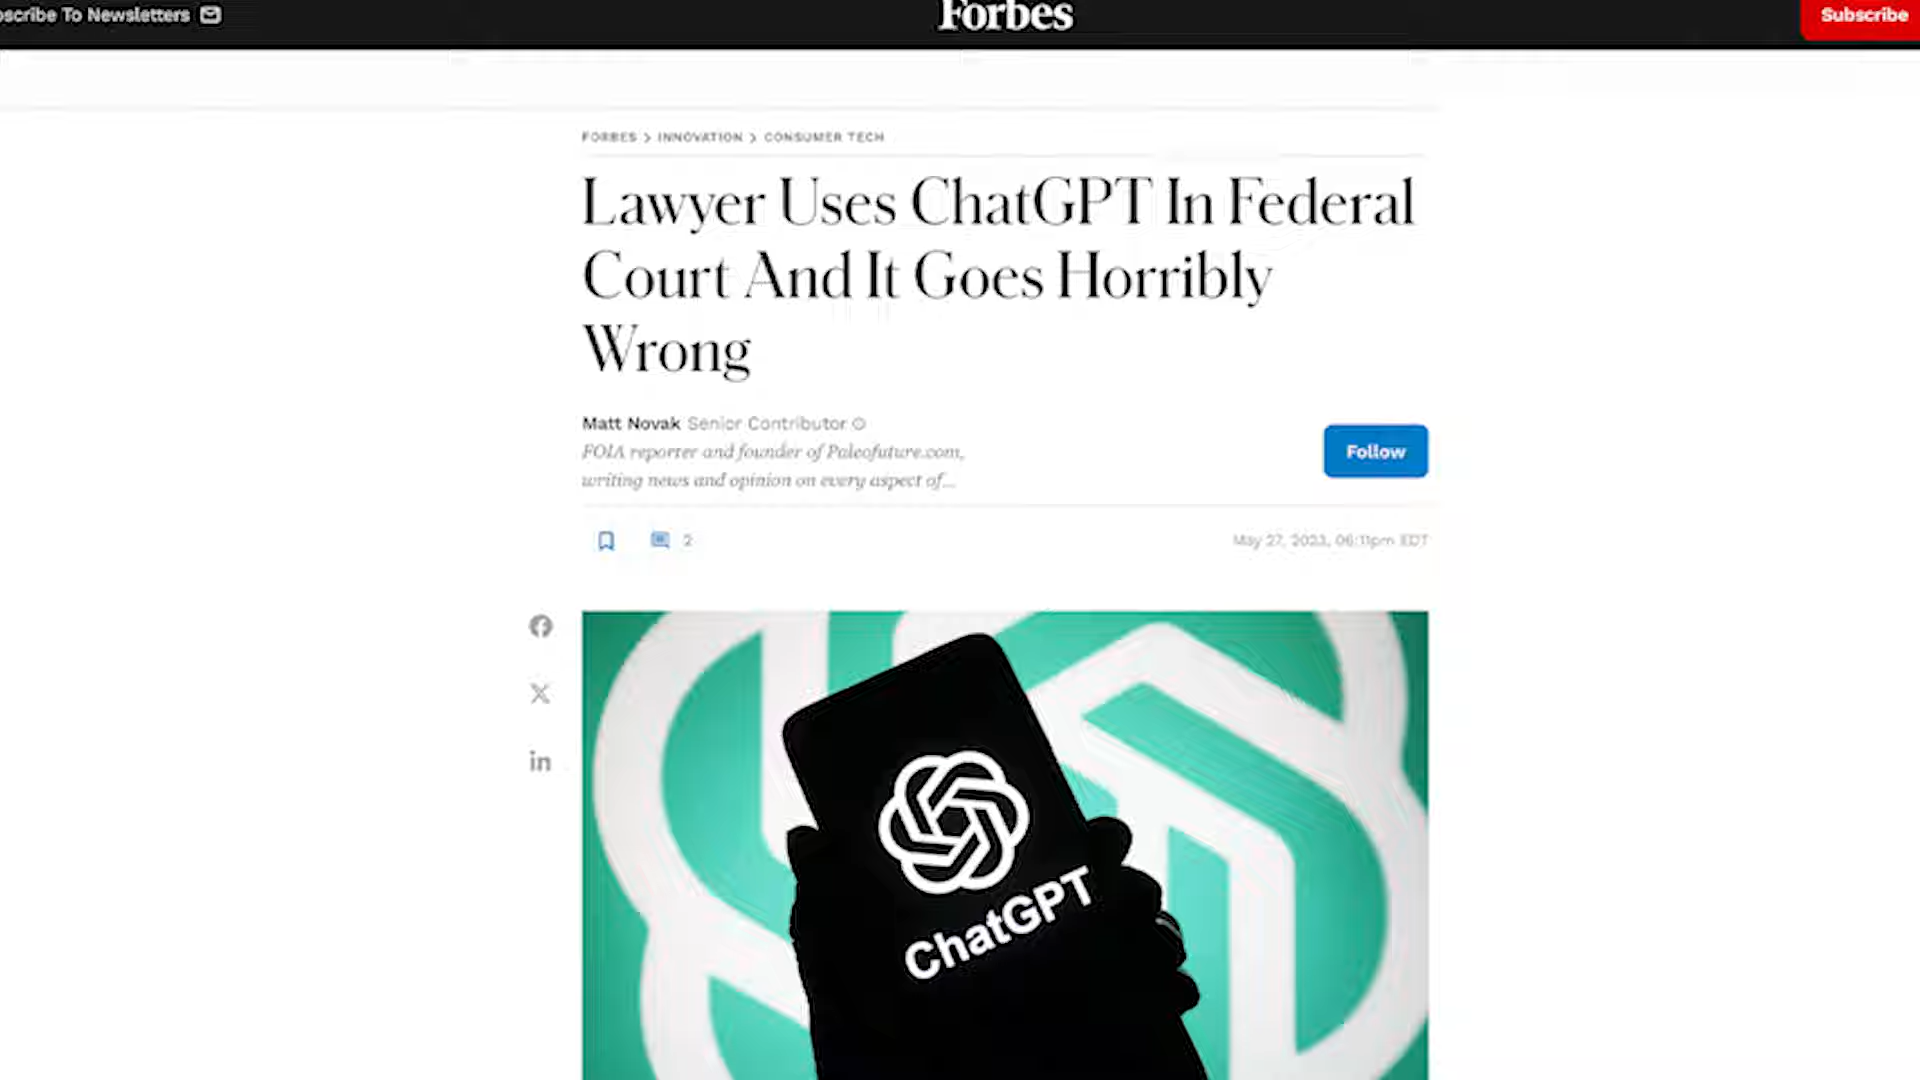 scribe To Newsletters
Forbes
Subscribe
FORBES > INNOVATION > CONSUMER TECH
Lawyer Uses ChatGPT In Federal
Court And It Goes Horribly
Wrong
Matt Novak Senior Contributor
FOIA reporter and founder of Paleofuture.com,
writing news and opinion on every aspect of...
Follow
2
May 27, 2023, 06:11pm EDT
in
ChatGPT